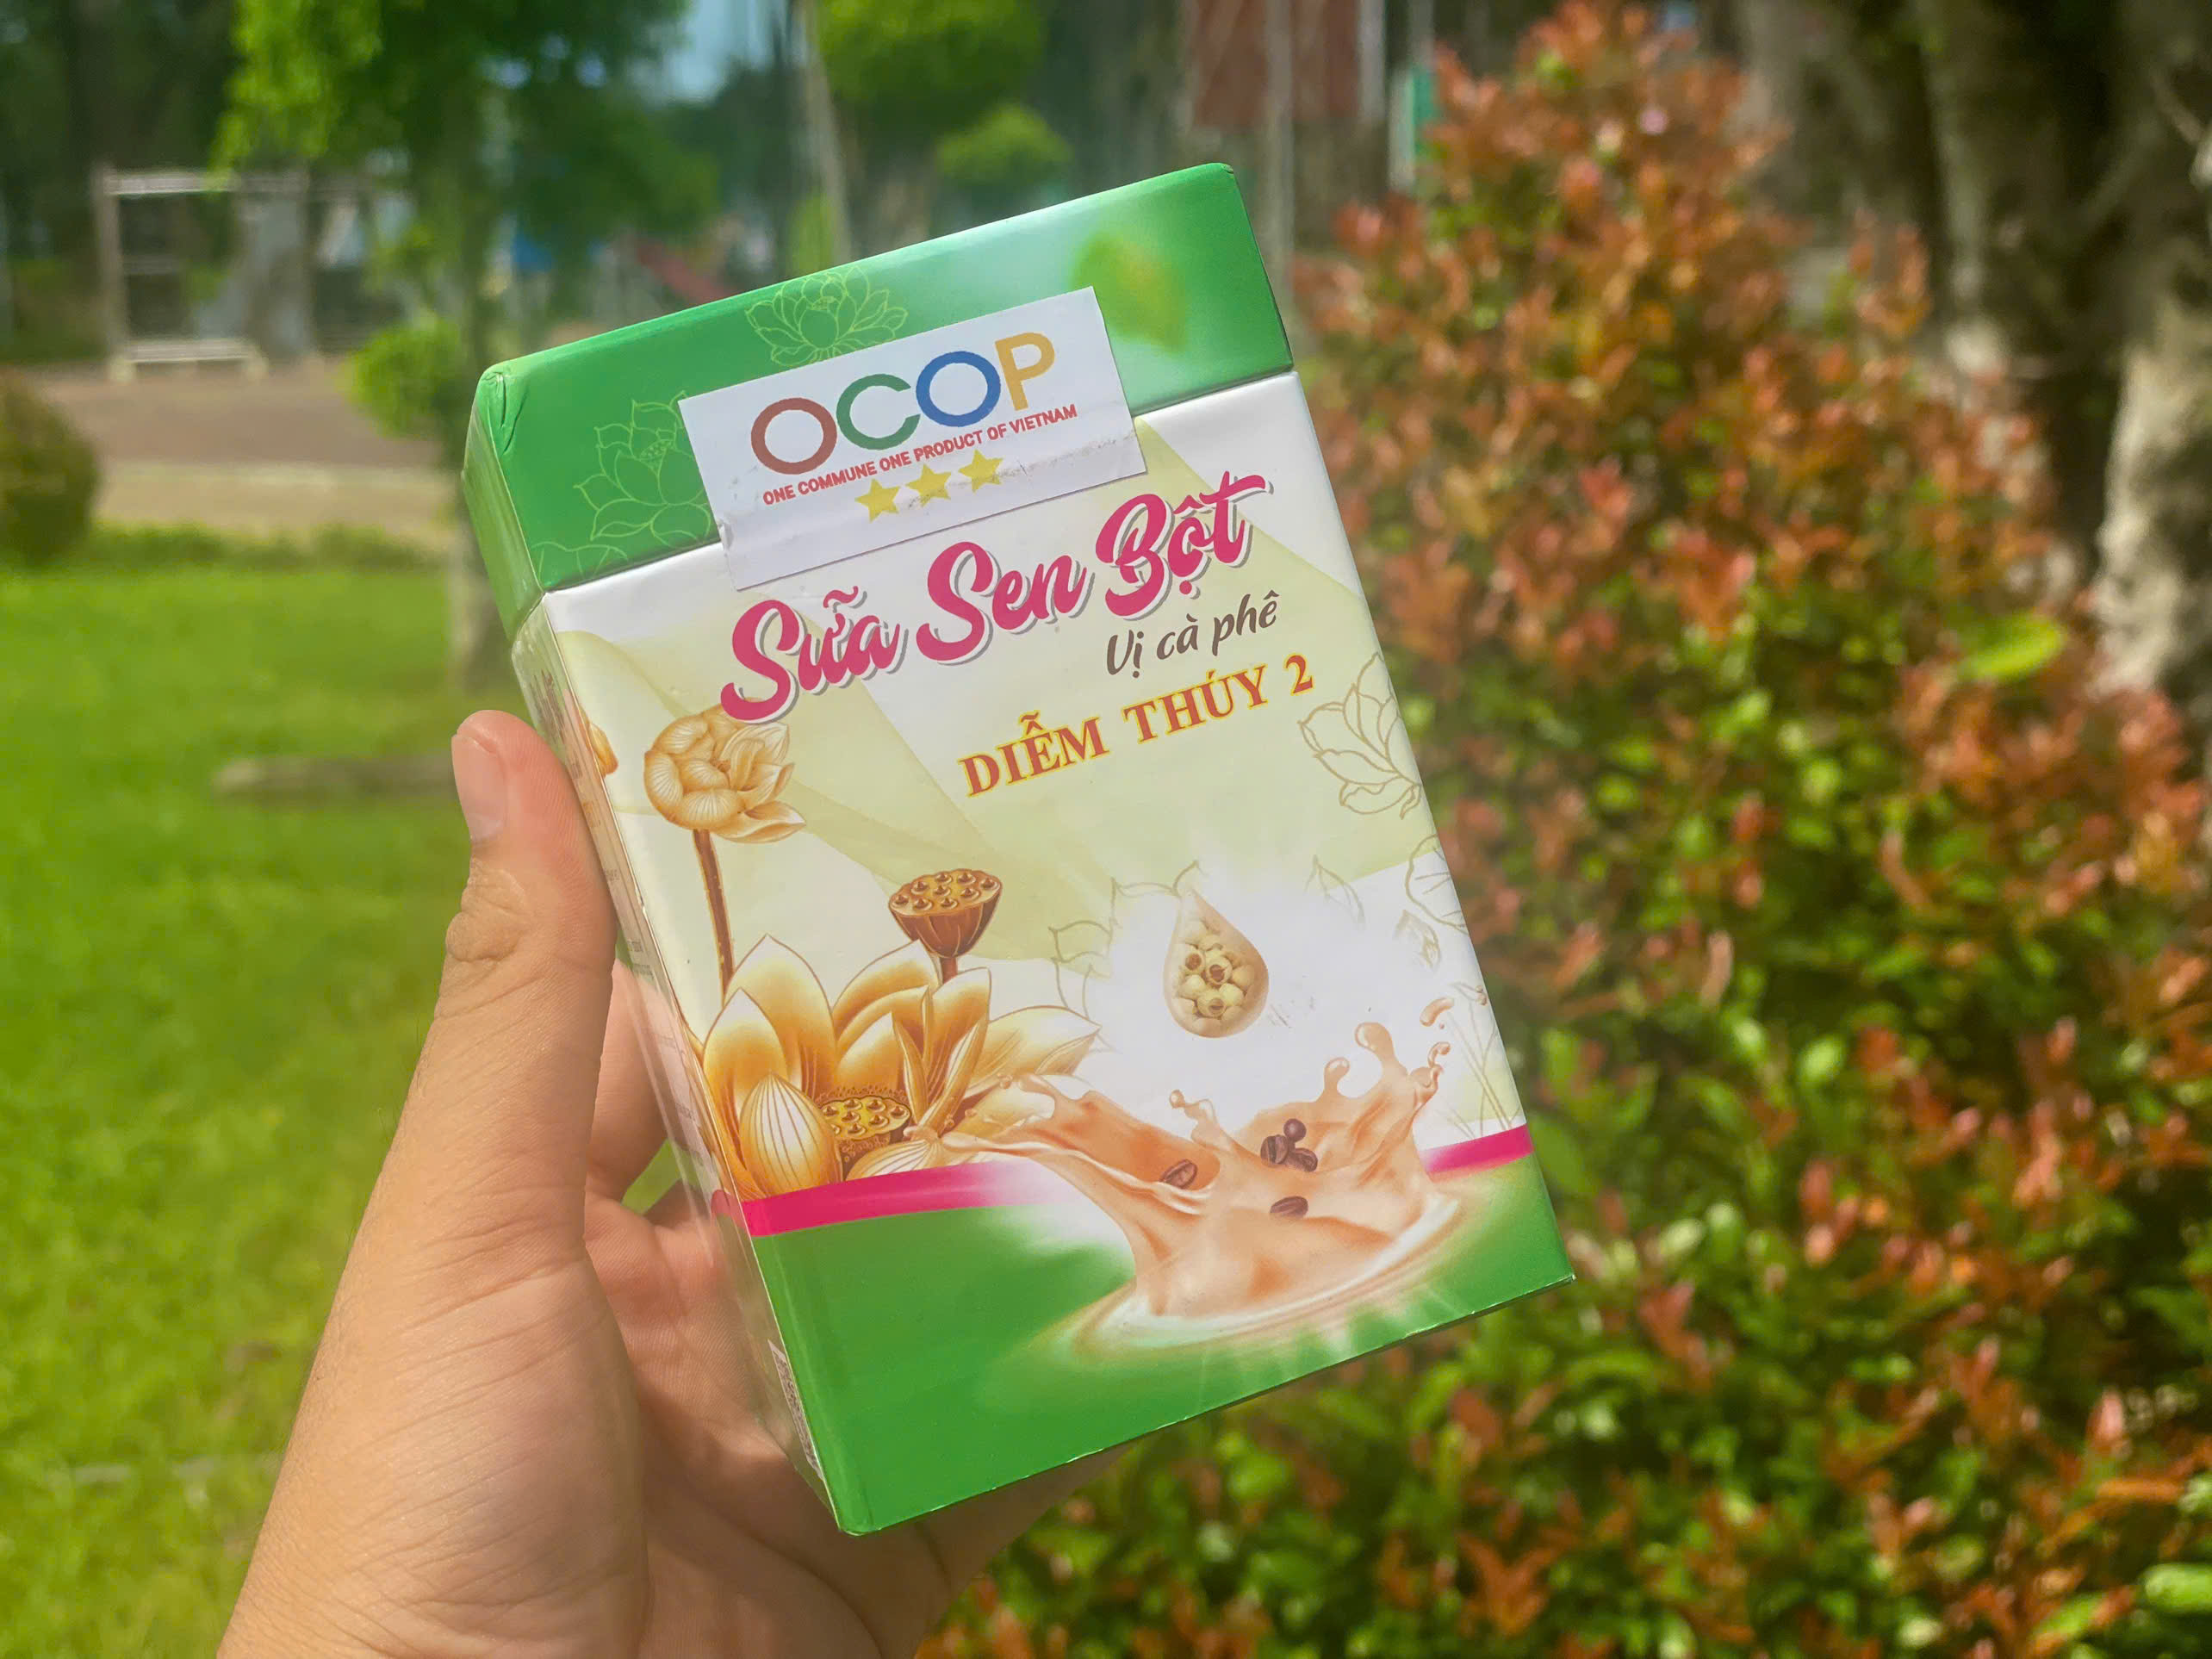 OCOP
ONE COMMUNE ONE PRODUCT OF VIETNAM
Sữa Sen Bột
Vị cà phê
DIỄM THÚY 2